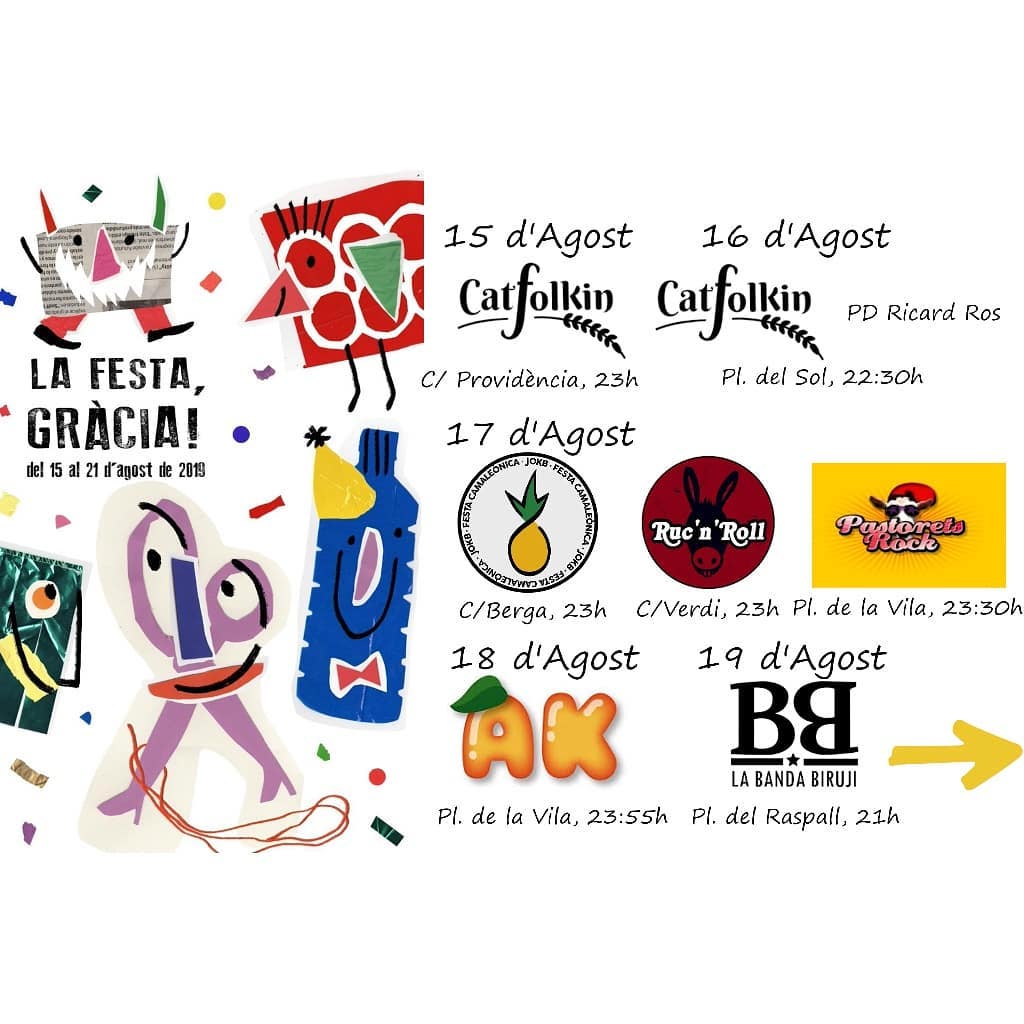 LA FESTA,
GRÀCIA!
del 15 al 21 d'agost de 2019
15 d'Agost
Catfolkin
C/ Providència, 23h
16 d'Agost
Catfolkin
PD Ricard Ros
Pl. del Sol, 22:30h
17 d'Agost
JOKB · FESTA CAMALEÒNICA · JOKB · FESTA CAMALEÒNICA ·
C/Berga, 23h
Ruc'n'Roll
C/Verdi, 23h
Pastorets
Rock
Pl. de la Vila, 23:30h
18 d'Agost
AK
Pl. de la Vila, 23:55h
19 d'Agost
BB
LA BANDA BIRUJI
Pl. del Raspall, 21h